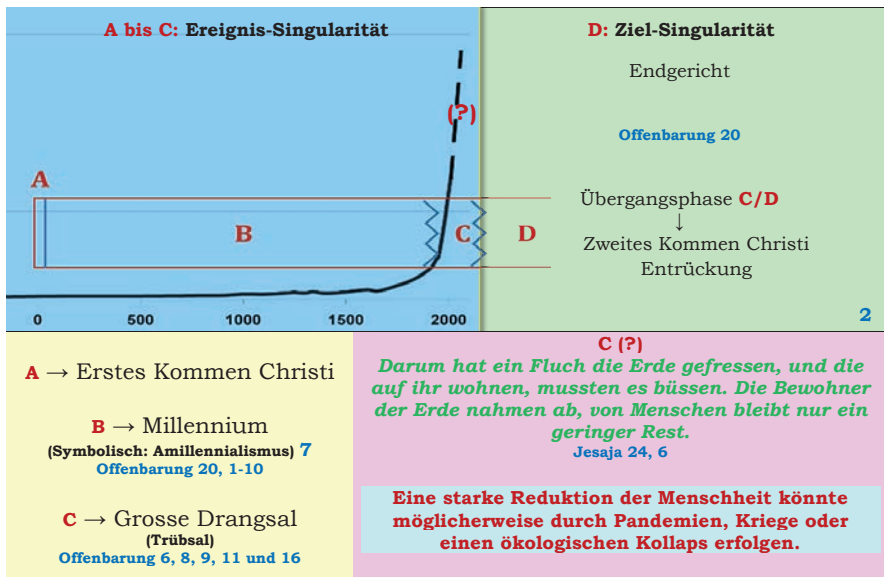 A bis C: Ereignis-Singularität
(?)
A
B
C
D
0
500
1000
1500
2000
D: Ziel-Singularität
Endgericht
Offenbarung 20
Übergangsphase C/D
↓
Zweites Kommen Christi
Entrückung
2
A → Erstes Kommen Christi
B → Millennium
(Symbolisch: Amillennialismus) 7
Offenbarung 20, 1-10
C → Grosse Drangsal
(Trübsal)
Offenbarung 6, 8, 9, 11 und 16
C (?)
Darum hat ein Fluch die Erde gefressen, und die
auf ihr wohnen, mussten es büssen. Die Bewohner
der Erde nahmen ab, von Menschen bleibt nur ein
geringer Rest.
Jesaja 24, 6
Eine starke Reduktion der Menschheit könnte
möglicherweise durch Pandemien, Kriege oder
einen ökologischen Kollaps erfolgen.